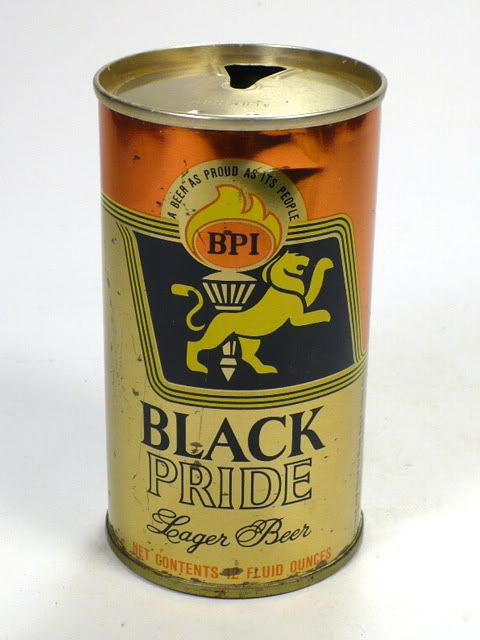 A BEER AS PROUD AS ITS PEOPLE
BPI
BLACK
PRIDE
Lager Beer
NET CONTENTS 12 FLUID OUNCES